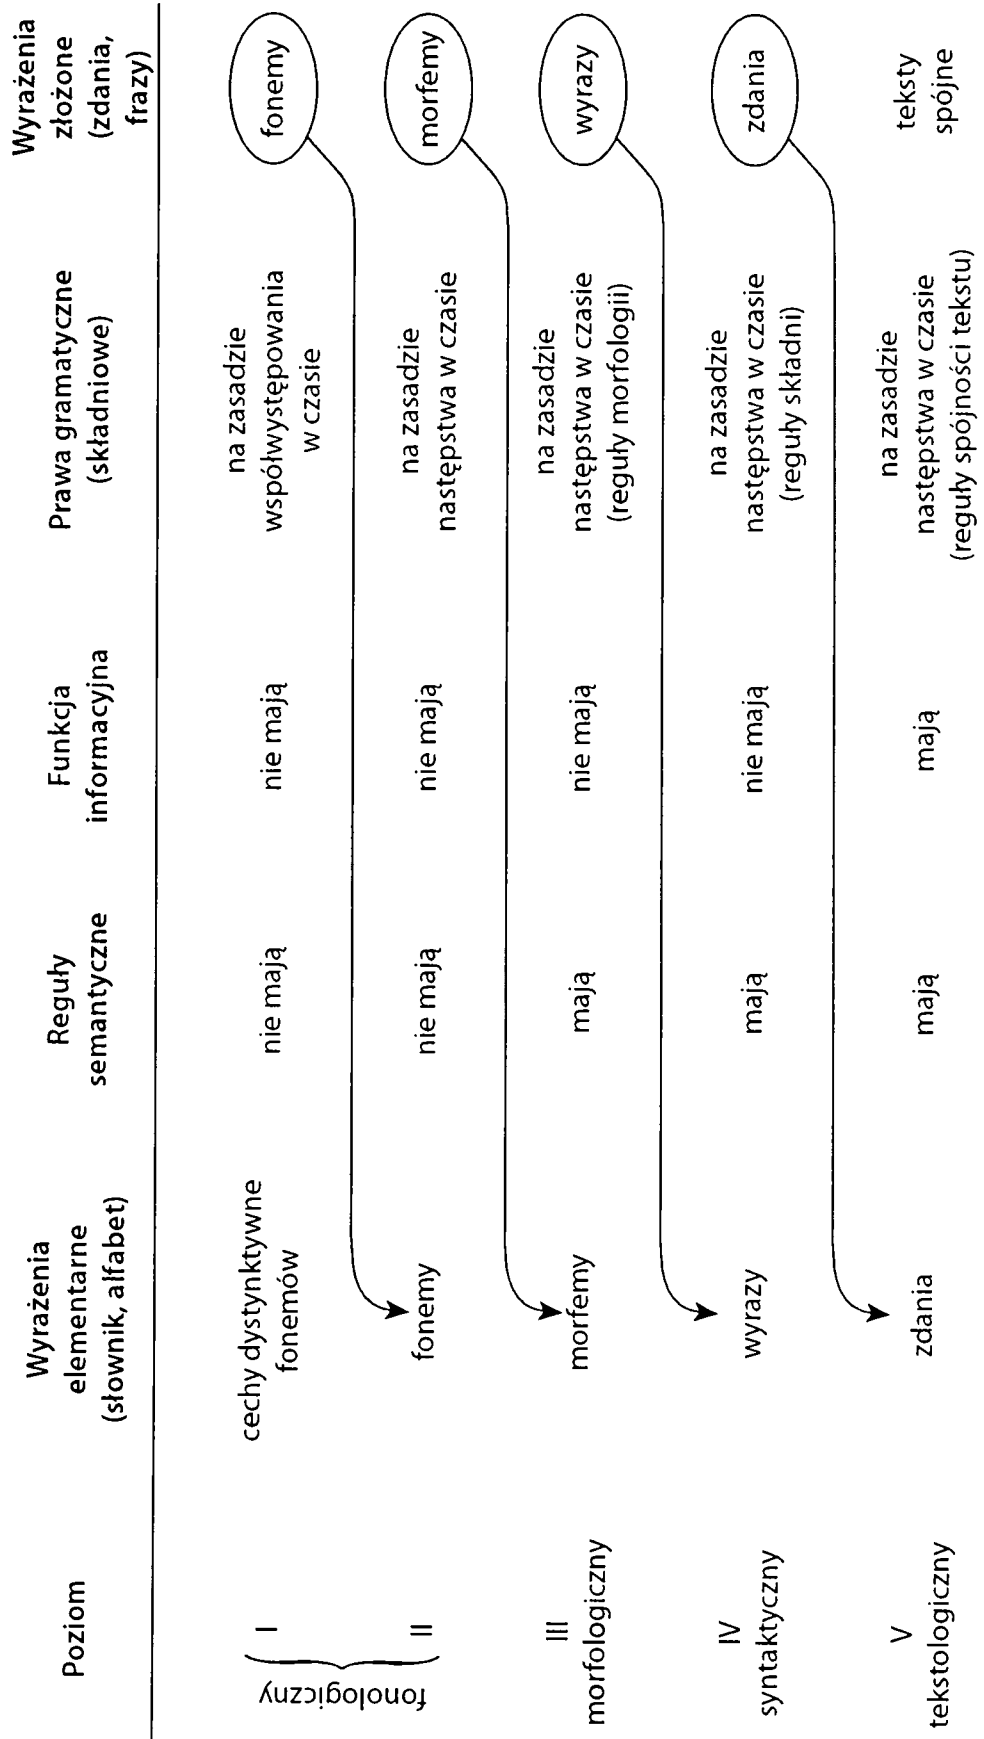 Poziom
Wyrażenia
elementarne
(słownik, alfabet)
Reguły
semantyczne
Funkcja
informacyjna
Prawa gramatyczne
(składniowe)
Wyrażenia
złożone
(zdania,
frazy)
fonologiczny
I
cechy dystynktywne
fonemów
nie mają
nie mają
na zasadzie
współwystępowania
w czasie
fonemy
II
fonemy
nie mają
nie mają
na zasadzie
następstwa w czasie
morfemy
III
morfologiczny
morfemy
mają
nie mają
na zasadzie
następstwa w czasie
(reguły morfologii)
wyrazy
IV
syntaktyczny
wyrazy
mają
nie mają
na zasadzie
następstwa w czasie
(reguły składni)
zdania
V
tekstologiczny
zdania
mają
mają
na zasadzie
następstwa w czasie
(reguły spójności tekstu)
teksty
spójne